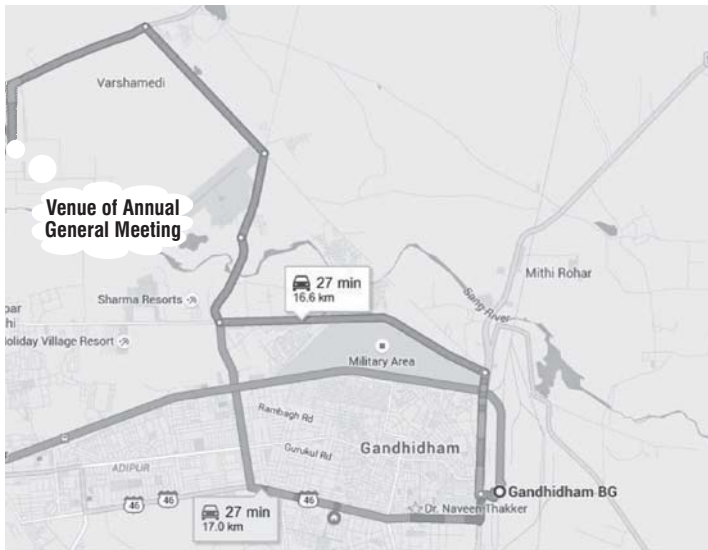 Varshamedi
Venue of Annual
General Meeting
27 min
16.6 km
Mithi Rohar
Sang River
Sharma Resorts
Holiday Village Resort
Military Area
Rambagh Rd
Gurukul Rd
Gandhidham
ADIPUR
46
46
46
Gandhidham BG
27 min
17.0 km
Dr. Naveen Thakker